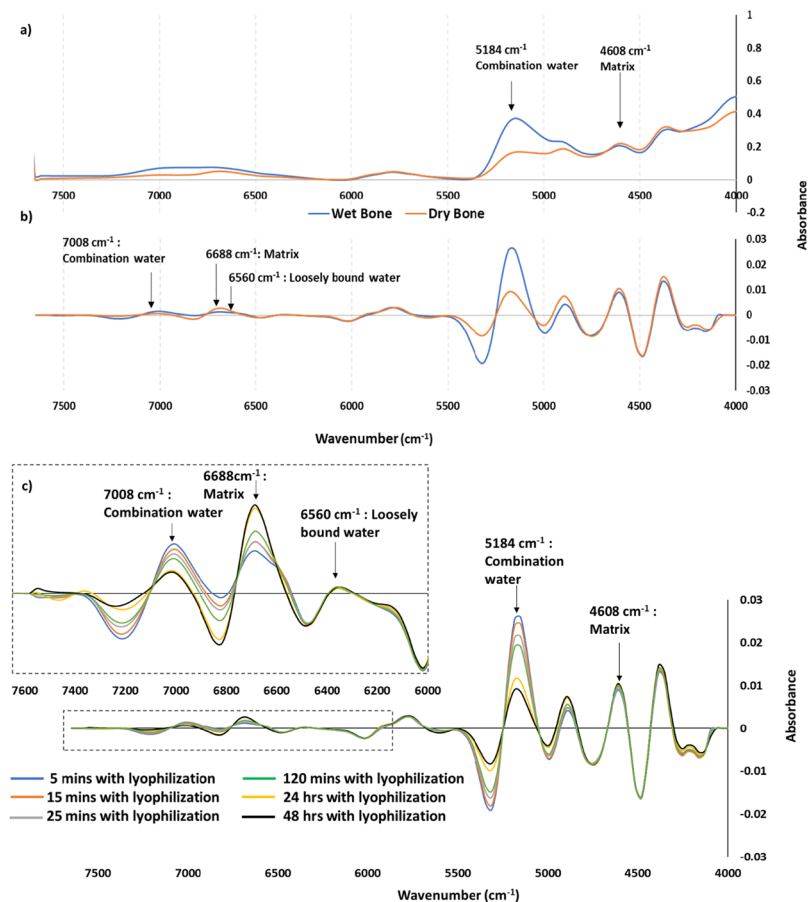 a)
5184 cm-1
Combination water
4608 cm-1
Matrix
1
0.8
0.6
0.4
0.2
0
-0.2
7500 7000 6500 6000 5500 5000 4500 4000
Absorbance
b)
Wet Bone Dry Bone
7008 cm-1 :
Combination water
6688 cm-1: Matrix
6560 cm-1 : Loosely bound water
0.03
0.02
0.01
0
-0.01
-0.02
-0.03
7500 7000 6500 6000 5500 5000 4500 4000
Wavenumber (cm-1)
c)
7008 cm-1 :
Combination water
6688cm-1 :
Matrix
6560 cm-1 : Loosely
bound water
7600 7400 7200 7000 6800 6600 6400 6200 6000
5184 cm-1 :
Combination
water
4608 cm-1 :
Matrix
0.03
0.02
0.01
0
-0.01
-0.02
-0.03
Absorbance
5 mins with lyophilization
15 mins with lyophilization
25 mins with lyophilization
120 mins with lyophilization
24 hrs with lyophilization
48 hrs with lyophilization
7500 7000 6500 6000 5500 5000 4500 4000
Wavenumber (cm-1)